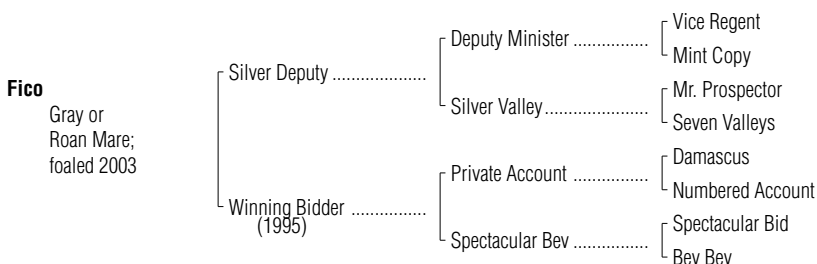 Fico
Gray or
Roan Mare;
foaled 2003
Silver Deputy ....................
Winning Bidder ................
(1995)
Deputy Minister ................
Silver Valley ......................
Private Account ................
Spectacular Bev ................
Vice Regent
Mint Copy
Mr. Prospector
Seven Valleys
Damascus
Numbered Account
Spectacular Bid
Bev Bev